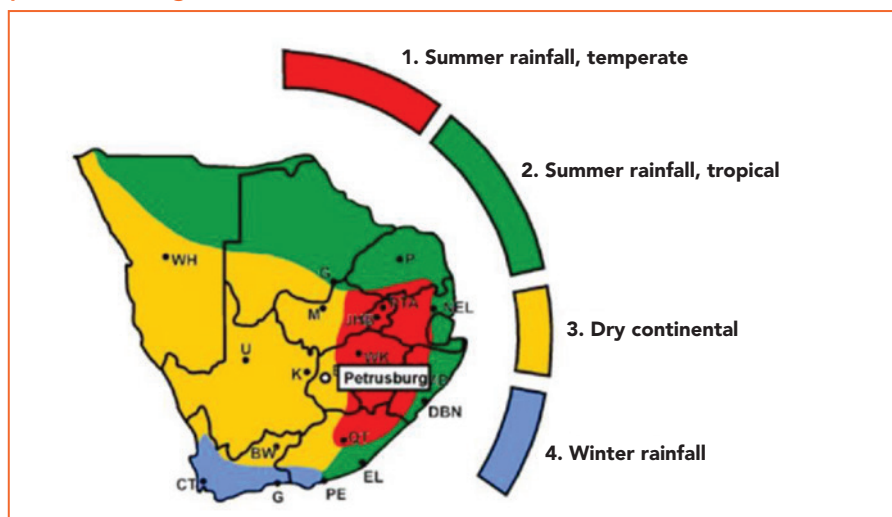 1. Summer rainfall, temperate
2. Summer rainfall, tropical
WH
P
G
PTA
NEL
M
JHB
U
WK
K
Petrusburg
DBN
3. Dry continental
UT
BW
EL
4. Winter rainfall
CT
G
PE